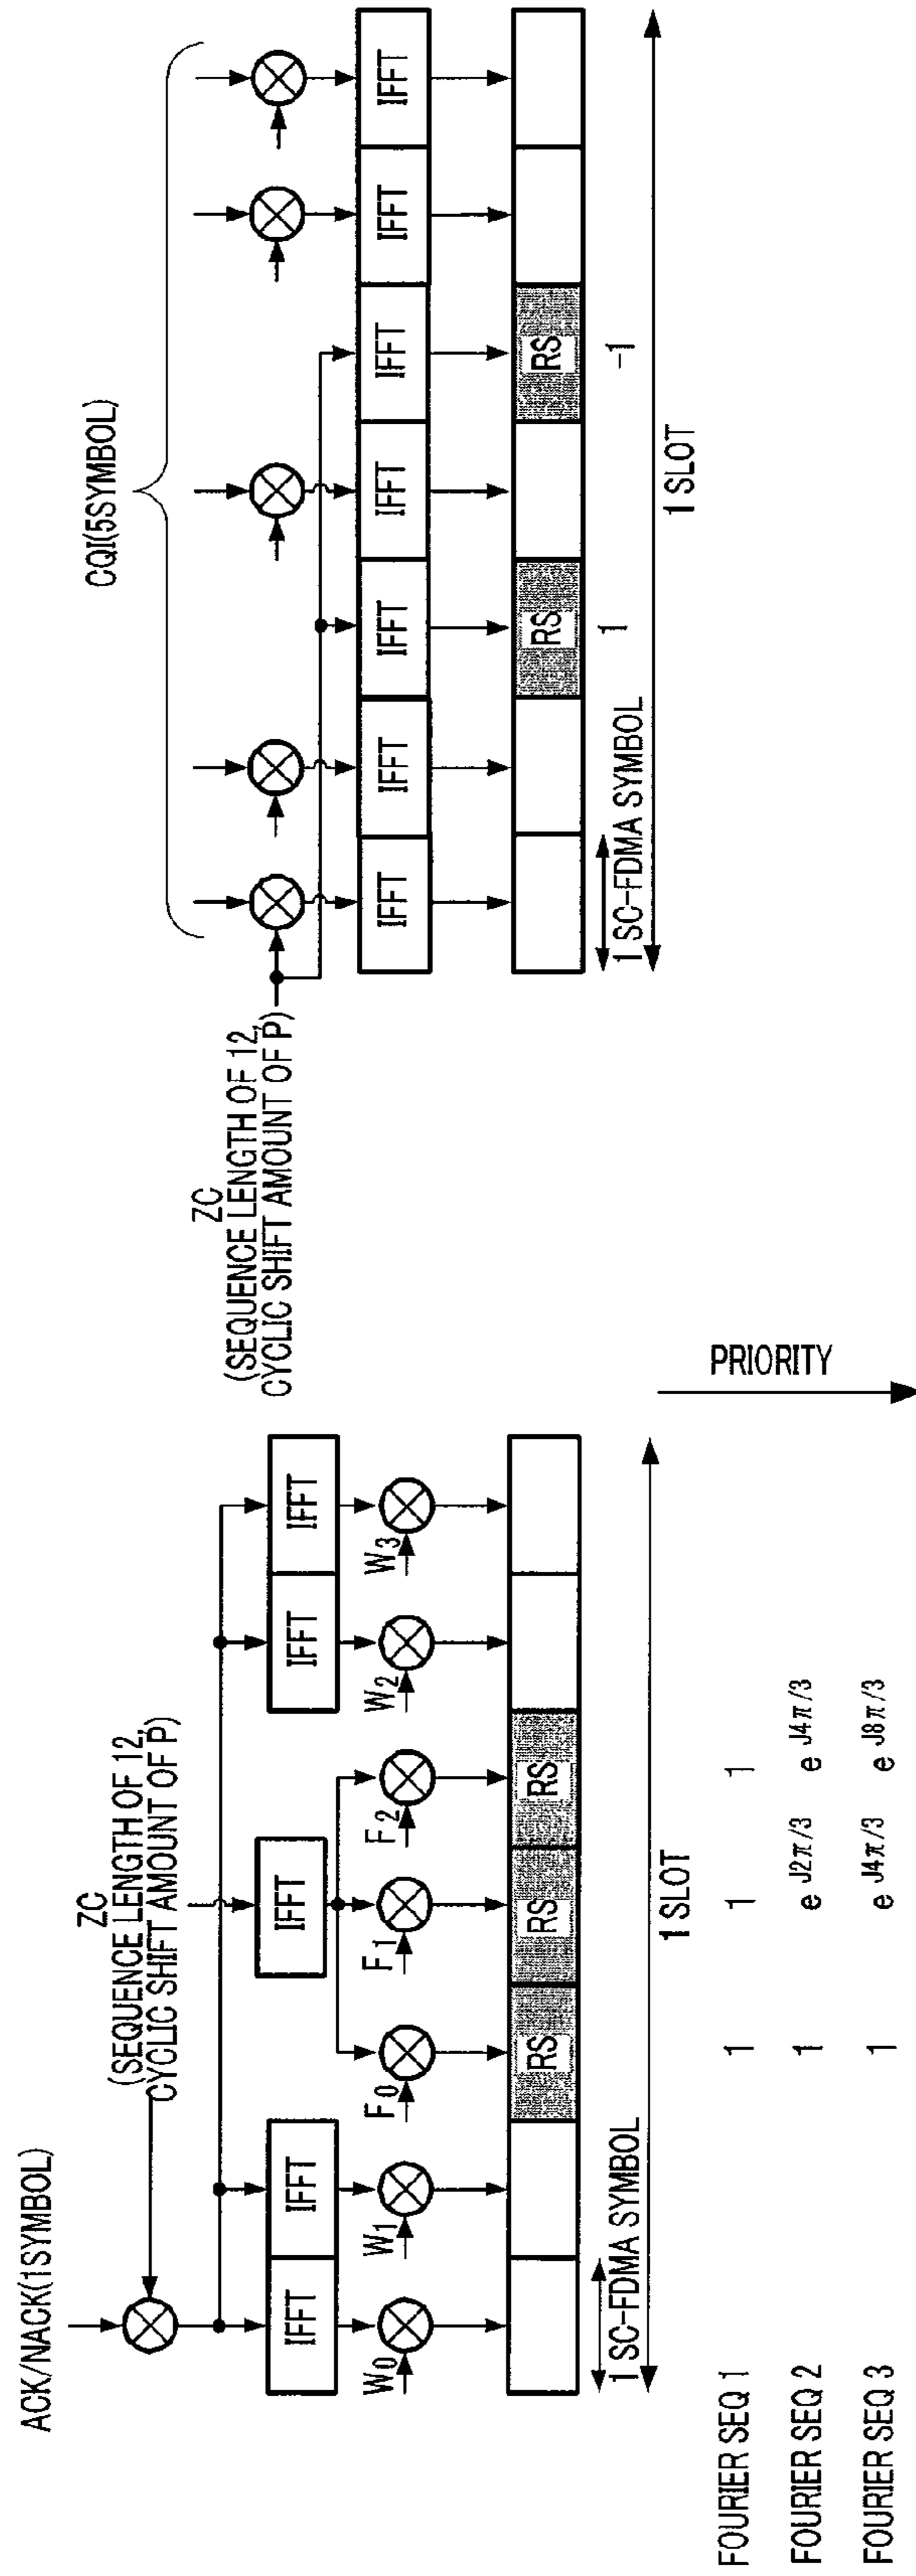 ACK/NACK(1SYMBOL)
ZC
(SEQUENCE LENGTH OF 12,
CYCLIC SHIFT AMOUNT OF P)
IFFT
IFFT
IFFT
IFFT
IFFT
W0
W1
F0
F1
F2
W2
W3
RS
RS
RS
1 SC-FDMA SYMBOL
1 SLOT
FOURIER SEQ 1 1 1 1
FOURIER SEQ 2 1 e J2π/3 e J4π/3
FOURIER SEQ 3 1 e J4π/3 e J8π/3
PRIORITY
CQI(5SYMBOL)
ZC
(SEQUENCE LENGTH OF 12,
CYCLIC SHIFT AMOUNT OF P)
IFFT
IFFT
IFFT
IFFT
IFFT
IFFT
IFFT
RS
RS
1 SC-FDMA SYMBOL
1 -1
1 SLOT